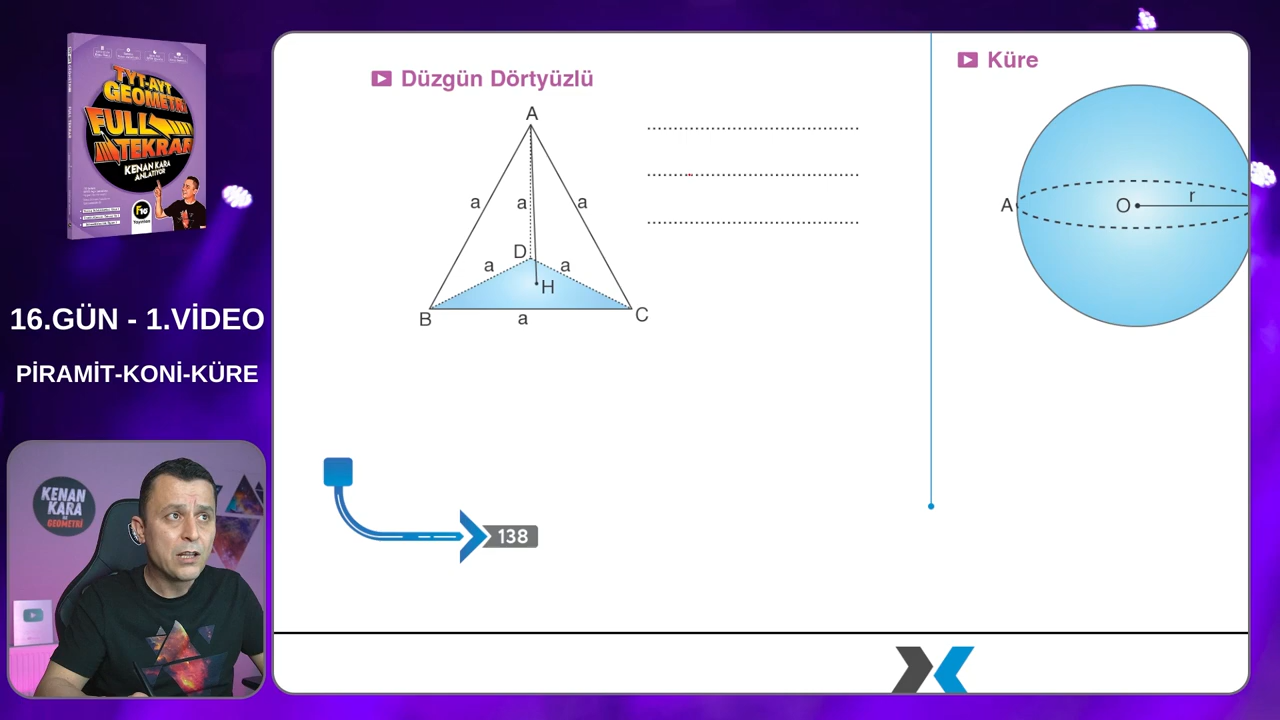 TYT-AYT
GEOMETRİ
FULL
TEKRAR
KENAN KARA
ANLATIYOR
16.GÜN - 1.VİDEO
PİRAMİT-KONİ-KÜRE
KENAN
KARA
GEOMETRİ
Düzgün Dörtyüzlü
A
a
a
a
D
a
a
H
B
a
C
138
Küre
A
O
r